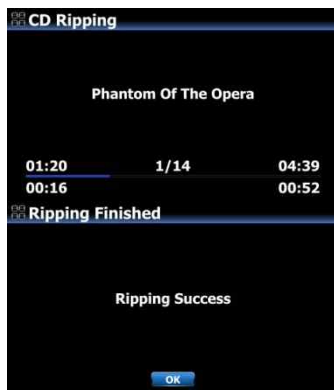 CD Ripping
Phantom Of The Opera
01:20 1/14 04:39
00:16 00:52
Ripping Finished
Ripping Success
OK